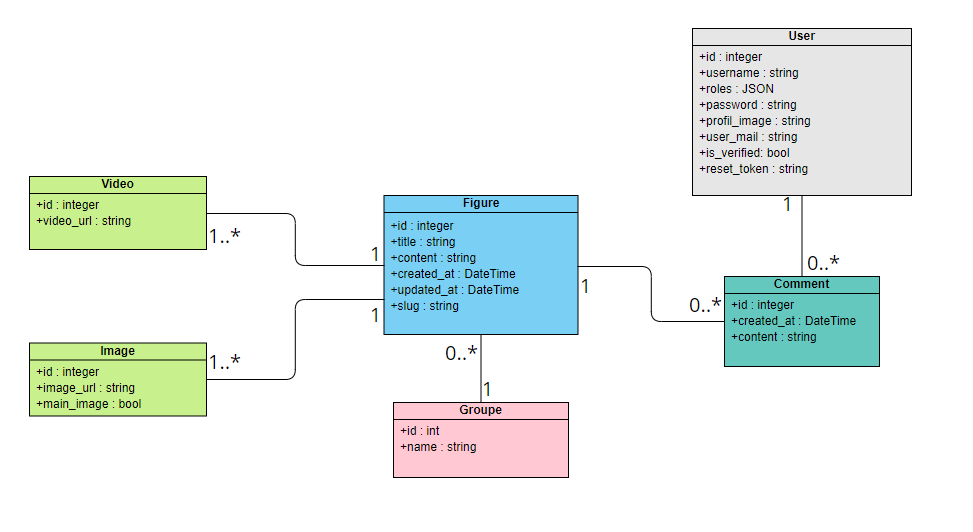 User
+id : integer
+username : string
+roles : JSON
+password : string
+profil_image : string
+user_mail : string
+is_verified: bool
+reset_token : string
Video
+id : integer
+video_url : string
1..*
1
Figure
+id : integer
+title : string
+content : string
+created_at : DateTime
+updated_at : DateTime
+slug : string
1
0..*
1
0..*
Comment
+id : integer
+created_at : DateTime
+content : string
1
1..*
Image
+id : integer
+image_url : string
+main_image : bool
0..*
1
Groupe
+id : int
+name : string